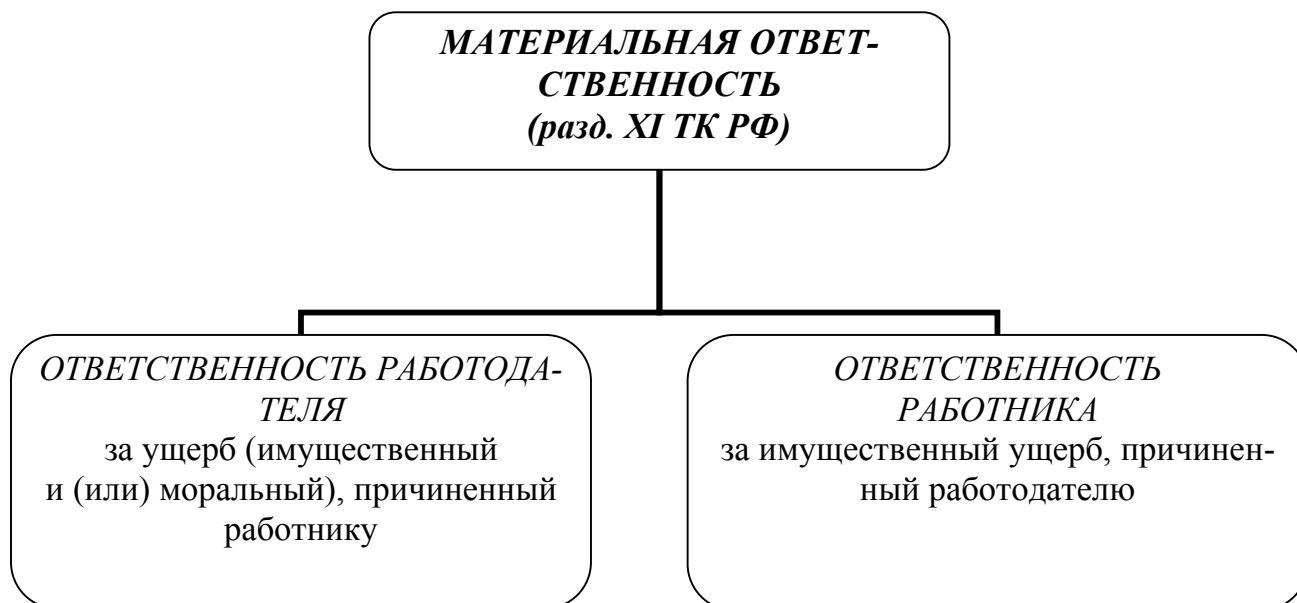 МАТЕРИАЛЬНАЯ ОТВЕТ-
СТВЕННОСТЬ
(разд. XI ТК РФ)
ОТВЕТСТВЕННОСТЬ РАБОТОДА-
ТЕЛЯ
за ущерб (имущественный
и (или) моральный), причиненный
работнику
ОТВЕТСТВЕННОСТЬ
РАБОТНИКА
за имущественный ущерб, причинен-
ный работодателю